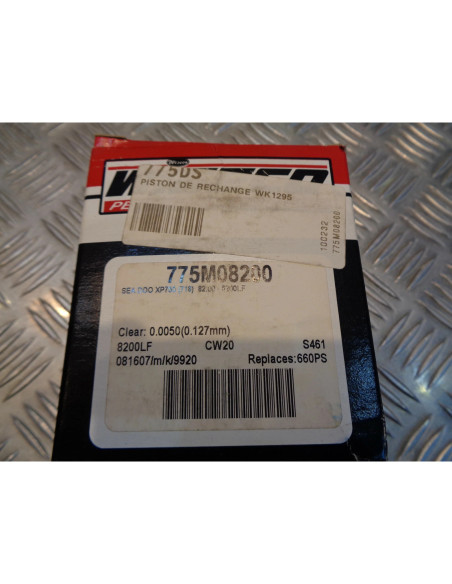 775DS
PISTON DE RECHANGE WK1295
100232
775M08200
775M08200
Clear: 0.0050(0.127mm)
8200LF CW20 S461
081607/m/k/9920 Replaces:660PS